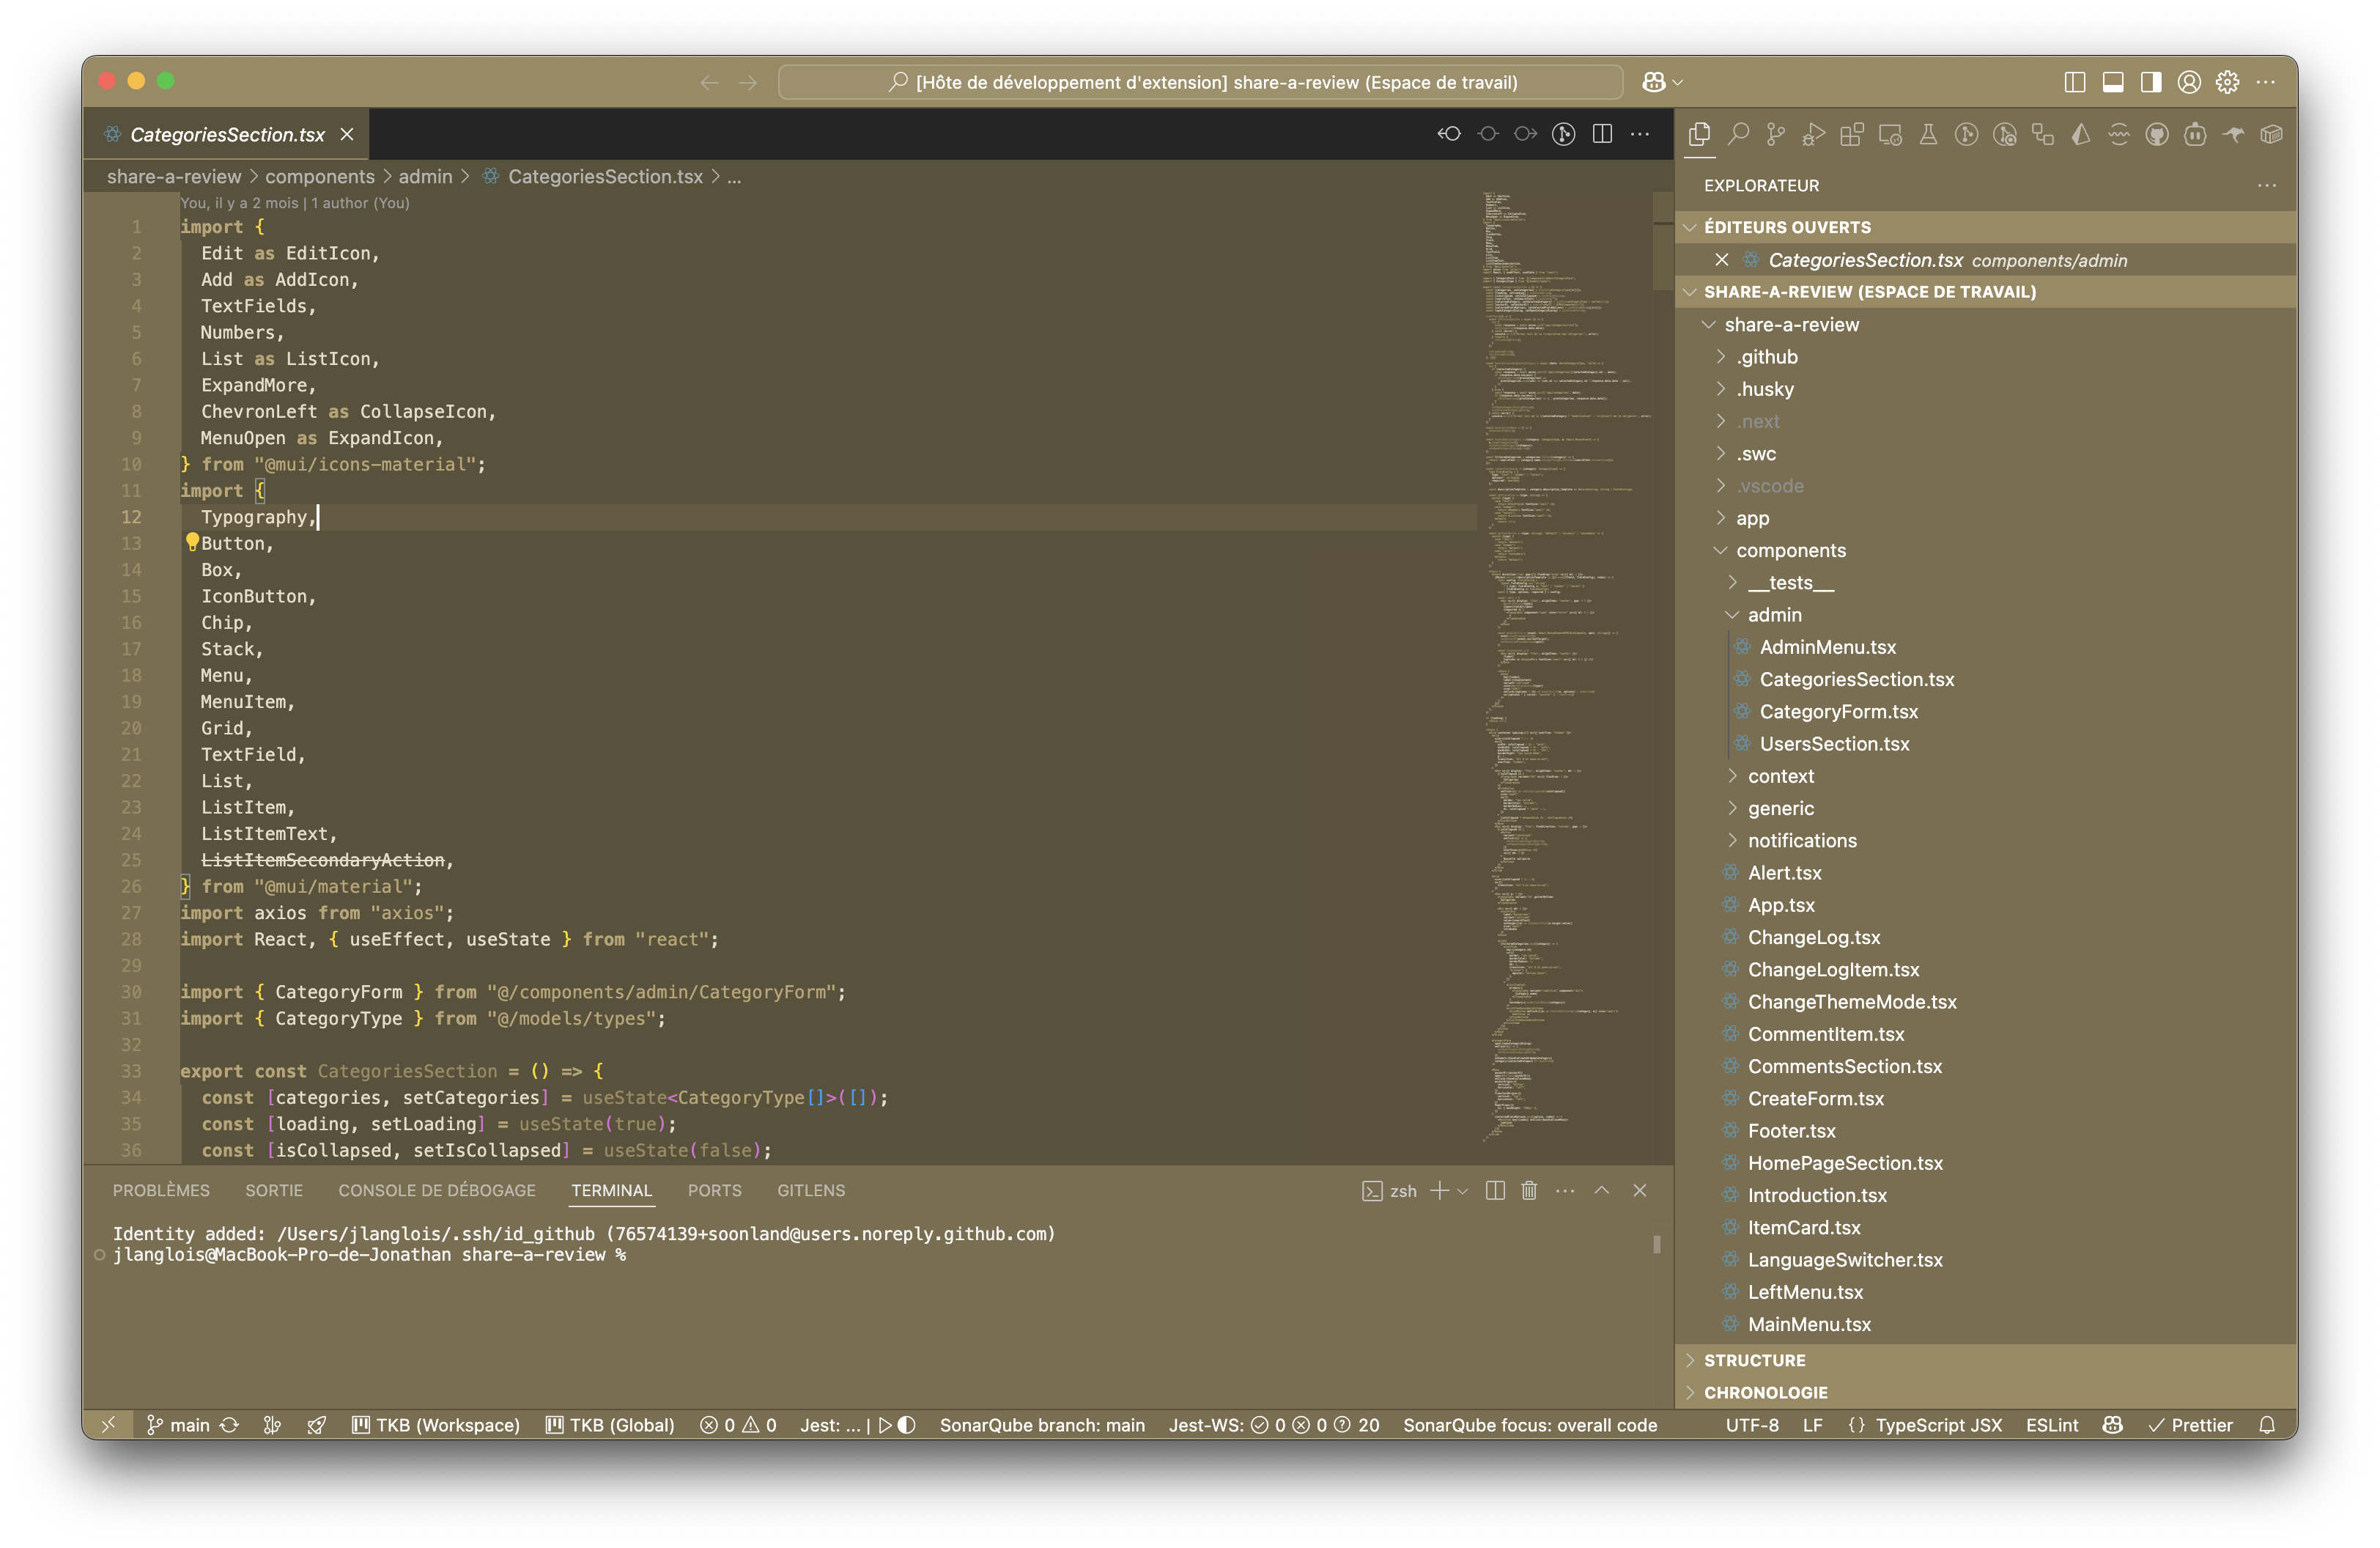 [Hôte de développement d'extension] share-a-review (Espace de travail)
CategoriesSection.tsx
share-a-review > components > admin > CategoriesSection.tsx > ...
You, il y a 2 mois | 1 author (You)
1 import {
2 Edit as EditIcon,
3 Add as AddIcon,
4 TextFields,
5 Numbers,
6 List as ListIcon,
7 ExpandMore,
8 ChevronLeft as CollapseIcon,
9 MenuOpen as ExpandIcon,
10 } from "@mui/icons-material";
11 import {
12 Typography,
13 Button,
14 Box,
15 IconButton,
16 Chip,
17 Stack,
18 Menu,
19 MenuItem,
20 Grid,
21 TextField,
22 List,
23 ListItem,
24 ListItemText,
25 ListItemSecondaryAction,
26 } from "@mui/material";
27 import axios from "axios";
28 import React, { useEffect, useState } from "react";
29
30 import { CategoryForm } from "@/components/admin/CategoryForm";
31 import { CategoryType } from "@/models/types";
32
33 export const CategoriesSection = () => {
34 const [categories, setCategories] = useState<CategoryType[]>([]);
35 const [loading, setLoading] = useState(true);
36 const [isCollapsed, setIsCollapsed] = useState(false);
PROBLÈMES SORTIE CONSOLE DE DÉBOGAGE TERMINAL PORTS GITLENS
zsh
Identity added: /Users/jlanglois/.ssh/id_github (76574139+soonland@users.noreply.github.com)
jlanglois@MacBook-Pro-de-Jonathan share-a-review %
EXPLORATEUR
ÉDITEURS OUVERTS
CategoriesSection.tsx components/admin
SHARE-A-REVIEW (ESPACE DE TRAVAIL)
share-a-review
.github
.husky
.next
.swc
.vscode
app
components
__tests__
admin
AdminMenu.tsx
CategoriesSection.tsx
CategoryForm.tsx
UsersSection.tsx
context
generic
notifications
Alert.tsx
App.tsx
ChangeLog.tsx
ChangeLogItem.tsx
ChangeThemeMode.tsx
CommentItem.tsx
CommentsSection.tsx
CreateForm.tsx
Footer.tsx
HomePageSection.tsx
Introduction.tsx
ItemCard.tsx
LanguageSwitcher.tsx
LeftMenu.tsx
MainMenu.tsx
STRUCTURE
CHRONOLOGIE
main TKB (Workspace) TKB (Global) 0 0 Jest: ... | SonarQube branch: main Jest-WS: 0 0 20 SonarQube focus: overall code UTF-8 LF {} TypeScript JSX ESLint Prettier